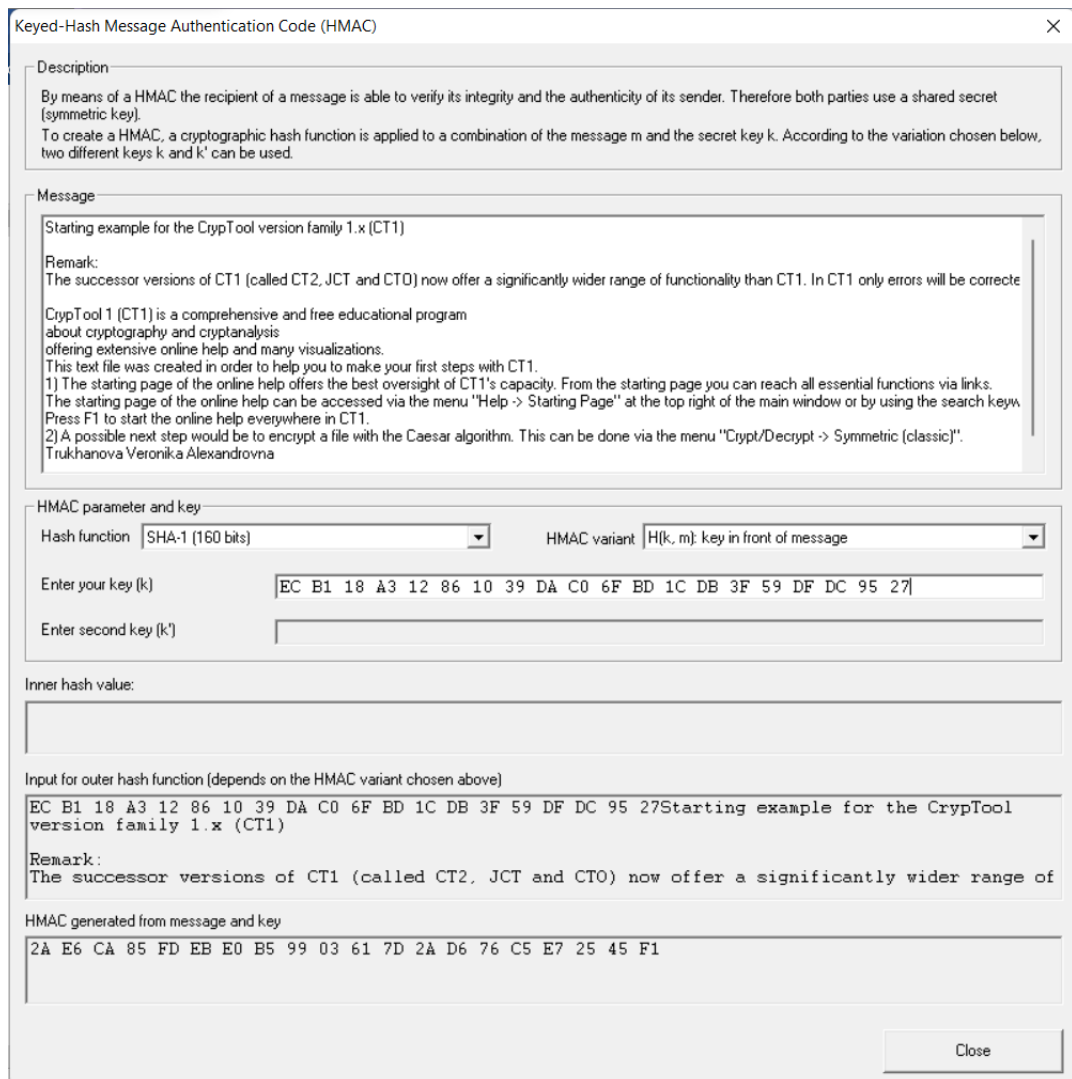 Keyed-Hash Message Authentication Code (HMAC)
Description
By means of a HMAC the recipient of a message is able to verify its integrity and the authenticity of its sender. Therefore both parties use a shared secret
(symmetric key).
To create a HMAC, a cryptographic hash function is applied to a combination of the message m and the secret key k. According to the variation chosen below,
two different keys k and k' can be used.
Message
Starting example for the CrypTool version family 1.x (CT1)
Remark:
The successor versions of CT1 (called CT2, JCT and CTO) now offer a significantly wider range of functionality than CT1. In CT1 only errors will be correcte
CrypTool 1 (CT1) is a comprehensive and free educational program
about cryptography and cryptanalysis
offering extensive online help and many visualizations.
This text file was created in order to help you to make your first steps with CT1.
1) The starting page of the online help offers the best oversight of CT1's capacity. From the starting page you can reach all essential functions via links.
The starting page of the online help can be accessed via the menu "Help -> Starting Page" at the top right of the main window or by using the search keyw
Press F1 to start the online help everywhere in CT1.
2) A possible next step would be to encrypt a file with the Caesar algorithm. This can be done via the menu "Crypt/Decrypt -> Symmetric (classic)".
Trukhanova Veronika Alexandrovna
HMAC parameter and key
Hash function SHA-1 (160 bits) HMAC variant H(k, m): key in front of message
Enter your key (k) EC B1 18 A3 12 86 10 39 DA C0 6F BD 1C DB 3F 59 DF DC 95 27
Enter second key (k')
Inner hash value:
Input for outer hash function (depends on the HMAC variant chosen above)
EC B1 18 A3 12 86 10 39 DA C0 6F BD 1C DB 3F 59 DF DC 95 27Starting example for the CrypTool
version family 1.x (CT1)
Remark:
The successor versions of CT1 (called CT2, JCT and CTO) now offer a significantly wider range of
HMAC generated from message and key
2A E6 CA 85 FD EB E0 B5 99 03 61 7D 2A D6 76 C5 E7 25 45 F1
Close